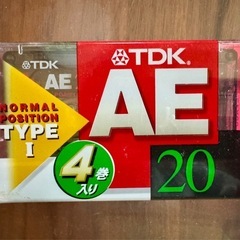 TDK
AE
TDK
AE
NORMAL
POSITION
TYPE
I
4巻
入り
20